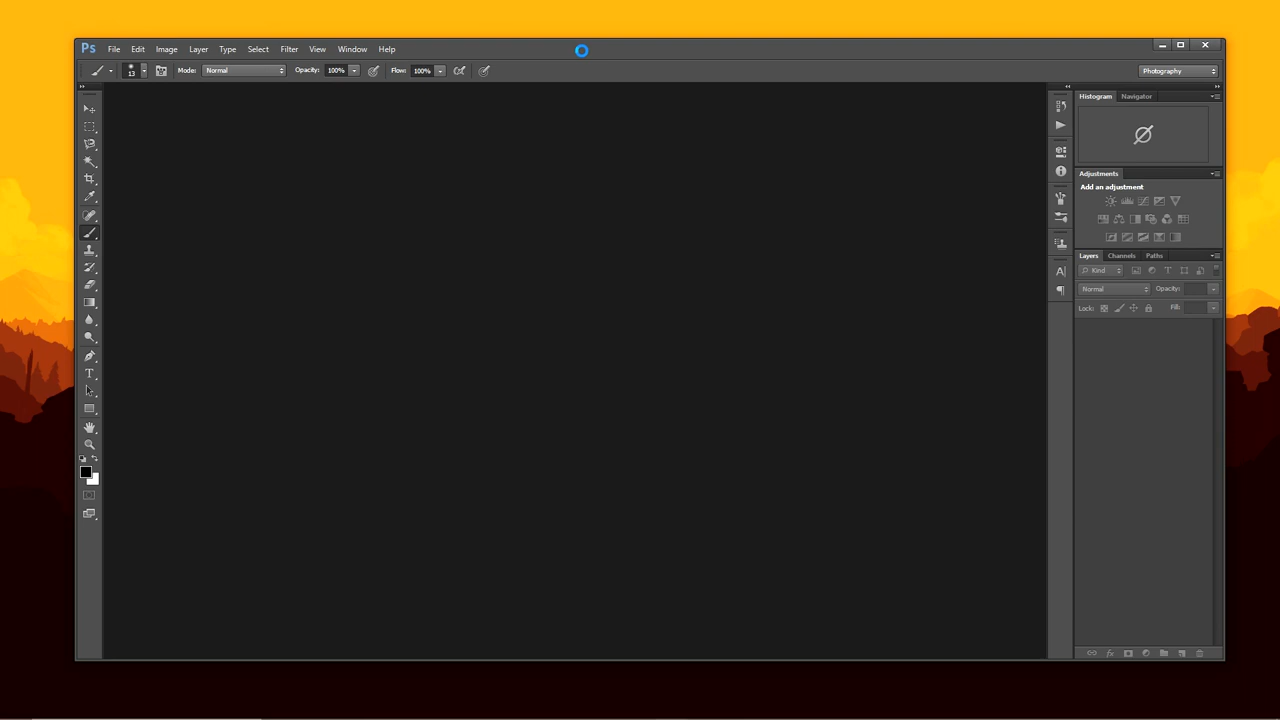 Ps File Edit Image Layer Type Select Filter View Window Help
13 Mode: Normal Opacity: 100% Flow: 100% Photography
Histogram Navigator
Adjustments
Add an adjustment
Layers Channels Paths
Kind
Normal Opacity:
Lock: Fill: